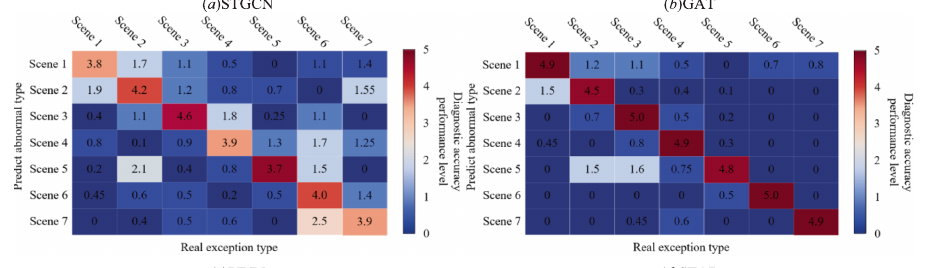 (a)STGCN
(b)GAT
Scene 1 Scene 2 Scene 3 Scene 4 Scene 5 Scene 6 Scene 7
Scene 1 3.8 1.7 1.1 0.5 0 1.1 1.4
Scene 2 1.9 4.2 1.2 0.8 0.7 0 1.55
Scene 3 0.4 1.1 4.6 1.8 0.25 1.1 0
Scene 4 0.8 0.1 0.9 3.9 1.3 1.7 1.25
Scene 5 0.2 2.1 0.4 0.8 3.7 1.5 0
Scene 6 0.45 0.6 0.5 0.2 0.5 4.0 1.4
Scene 7 0 0.4 0.5 0.6 0 2.5 3.9
Predict abnormal type
Real exception type
5
4
3
2
1
0
Diagnostic accuracy
performance level
Scene 1 Scene 2 Scene 3 Scene 4 Scene 5 Scene 6 Scene 7
Scene 1 4.9 1.2 1.1 0.5 0 0.7 0.8
Scene 2 1.5 4.5 0.3 0.4 0.1 0 0
Scene 3 0 0.7 5.0 0.5 0.2 0 0
Scene 4 0.45 0 0.8 4.9 0.3 0 0
Scene 5 0 1.5 1.6 0.75 4.8 0 0
Scene 6 0 0 0 0 0.5 5.0 0
Scene 7 0 0 0.45 0.6 0 0 4.9
Predict abnormal type
Real exception type
5
4
3
2
1
0
Diagnostic accuracy
performance level